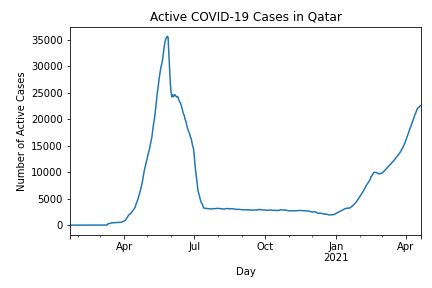 Active COVID-19 Cases in Qatar
Number of Active Cases
35000
30000
25000
20000
15000
10000
5000
0
Apr Jul Oct Jan Apr
2021
Day